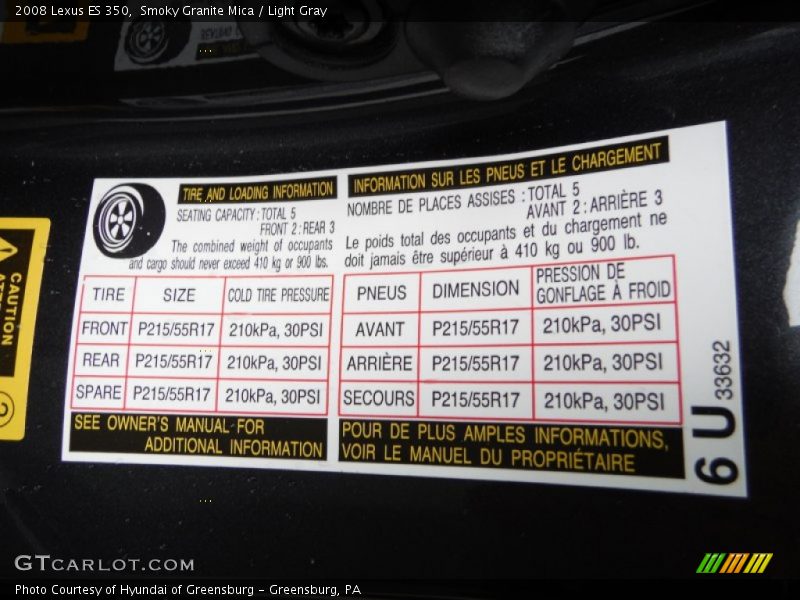 2008 Lexus ES 350, Smoky Granite Mica / Light Gray
TIRE AND LOADING INFORMATION
SEATING CAPACITY : TOTAL 5
FRONT 2 : REAR 3
The combined weight of occupants
and cargo should never exceed 410 kg or 900 lbs.
TIRE SIZE COLD TIRE PRESSURE
FRONT P215/55R17 210kPa, 30PSI
REAR P215/55R17 210kPa, 30PSI
SPARE P215/55R17 210kPa, 30PSI
SEE OWNER'S MANUAL FOR
ADDITIONAL INFORMATION
INFORMATION SUR LES PNEUS ET LE CHARGEMENT
NOMBRE DE PLACES ASSISES : TOTAL 5
AVANT 2 : ARRIÈRE 3
Le poids total des occupants et du chargement ne
doit jamais être supérieur à 410 kg ou 900 lb.
PNEUS DIMENSION PRESSION DE
GONFLAGE À FROID
AVANT P215/55R17 210kPa, 30PSI
ARRIÈRE P215/55R17 210kPa, 30PSI
SECOURS P215/55R17 210kPa, 30PSI
POUR DE PLUS AMPLES INFORMATIONS,
VOIR LE MANUEL DU PROPRIÉTAIRE
6 U 33632
CAUTION
GTCARLOT.COM
Photo Courtesy of Hyundai of Greensburg - Greensburg, PA